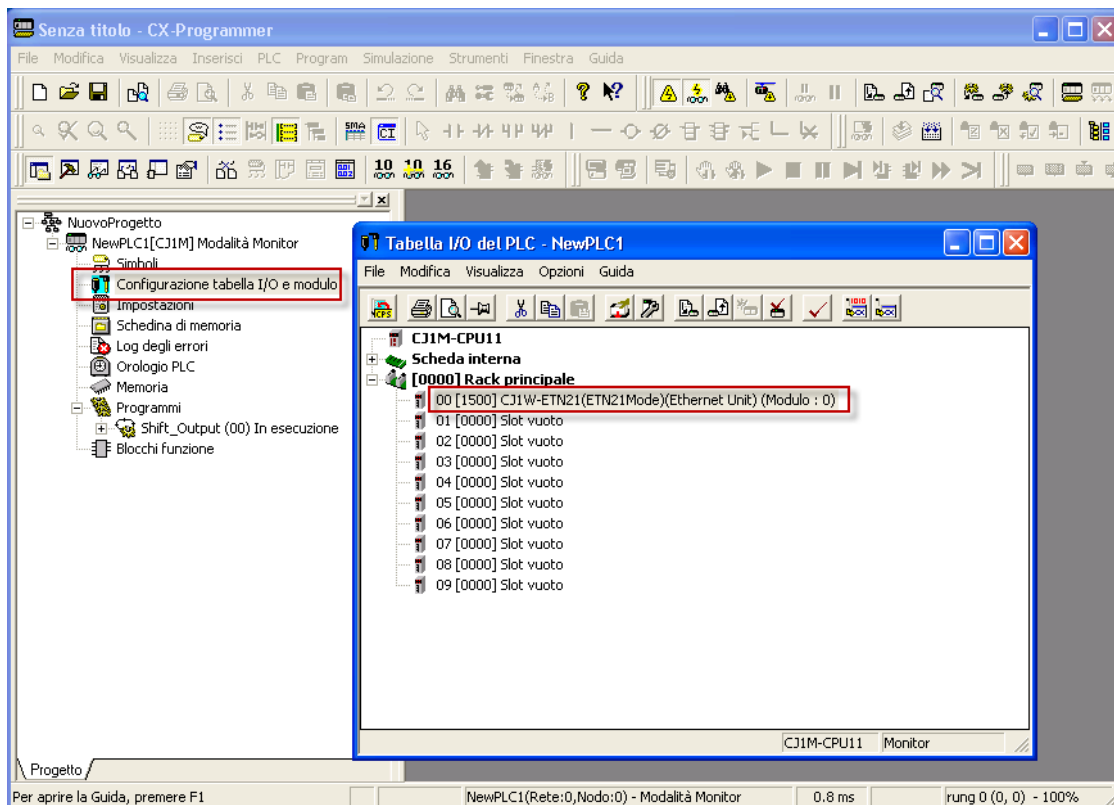 Senza titolo - CX-Programmer
File Modifica Visualizza Inserisci PLC Program Simulazione Strumenti Finestra Guida
SMA
CI
10 10 16
NuovoProgetto
NewPLC1[CJ1M] Modalità Monitor
Simboli
Configurazione tabella I/O e modulo
Impostazioni
Schedina di memoria
Log degli errori
Orologio PLC
Memoria
Programmi
Shift_Output (00) In esecuzione
Blocchi funzione
Progetto
Tabella I/O del PLC - NewPLC1
File Modifica Visualizza Opzioni Guida
CJ1M-CPU11
Scheda interna
[0000] Rack principale
00 [1500] CJ1W-ETN21(ETN21Mode)(Ethernet Unit) (Modulo : 0)
01 [0000] Slot vuoto
02 [0000] Slot vuoto
03 [0000] Slot vuoto
04 [0000] Slot vuoto
05 [0000] Slot vuoto
06 [0000] Slot vuoto
07 [0000] Slot vuoto
08 [0000] Slot vuoto
09 [0000] Slot vuoto
CJ1M-CPU11 Monitor
Per aprire la Guida, premere F1 NewPLC1(Rete:0,Nodo:0) - Modalità Monitor 0.8 ms rung 0 (0, 0) - 100%